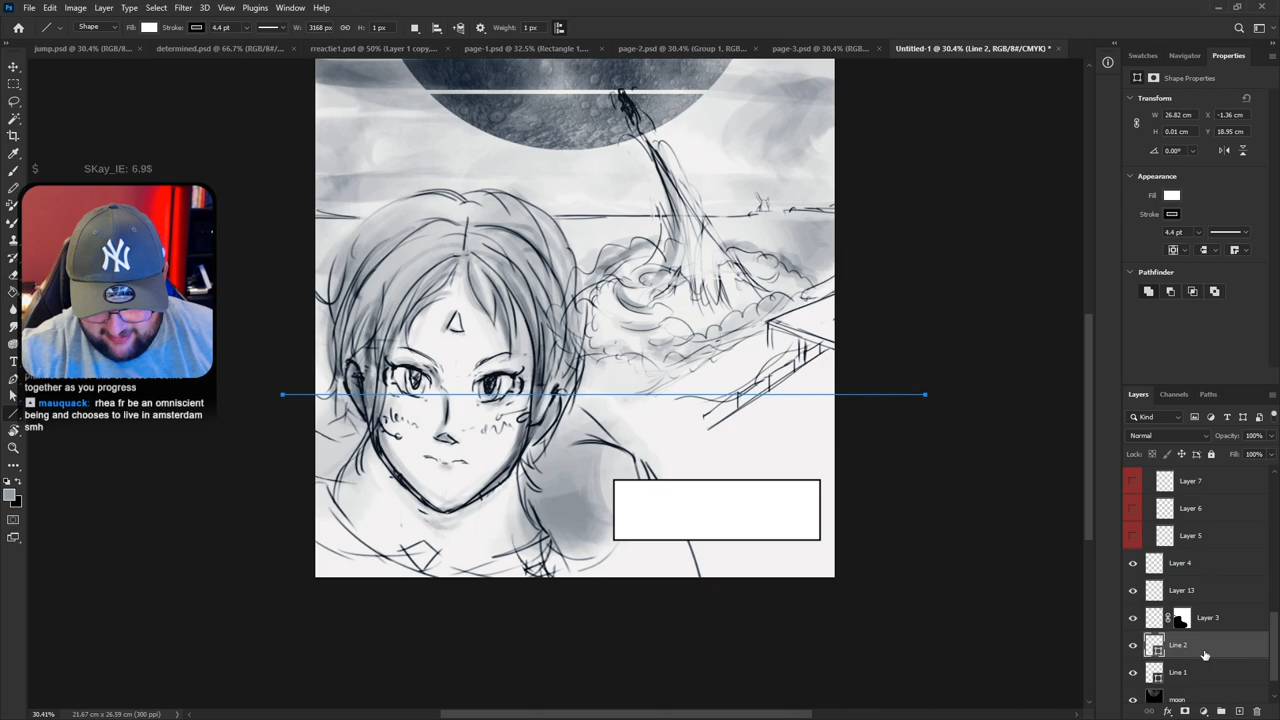 Ps File Edit Image Layer Type Select Filter 3D View Plugins Window Help
Shape Fill: Stroke: 4.4 pt W: 3168 px H: 1 px Weight: 1 px
jump.psd @ 30.4% (RGB/8... × determined.psd @ 66.7% (RGB/8#/... × rreactie1.psd @ 50% (Layer 1 copy,... × page-1.psd @ 32.5% (Rectangle 1,... × page-2.psd @ 30.4% (Group 1, RGB/8... × page-3.psd @ 30.4% (RGB/... × Untitled-1 @ 30.4% (Line 2, RGB/8#/CMYK) * ×
Swatches Navigator Properties
Shape Properties
Transform
W 26.82 cm X -1.36 cm
H 0.01 cm Y 18.95 cm
0.00°
Appearance
Fill
Stroke
4.4 pt
Pathfinder
$ SKay_IE: 6,9$
NY
together as you progress
mauquack: rhea fr be an omniscient
being and chooses to live in amsterdam
smh
Layers Channels Paths
Kind
Normal Opacity: 100%
Lock: Fill: 100%
Layer 7
Layer 6
Layer 5
Layer 4
Layer 13
Layer 3
Line 2
Line 1
moon
30.41% 21.67 cm x 26.59 cm (300 ppi)